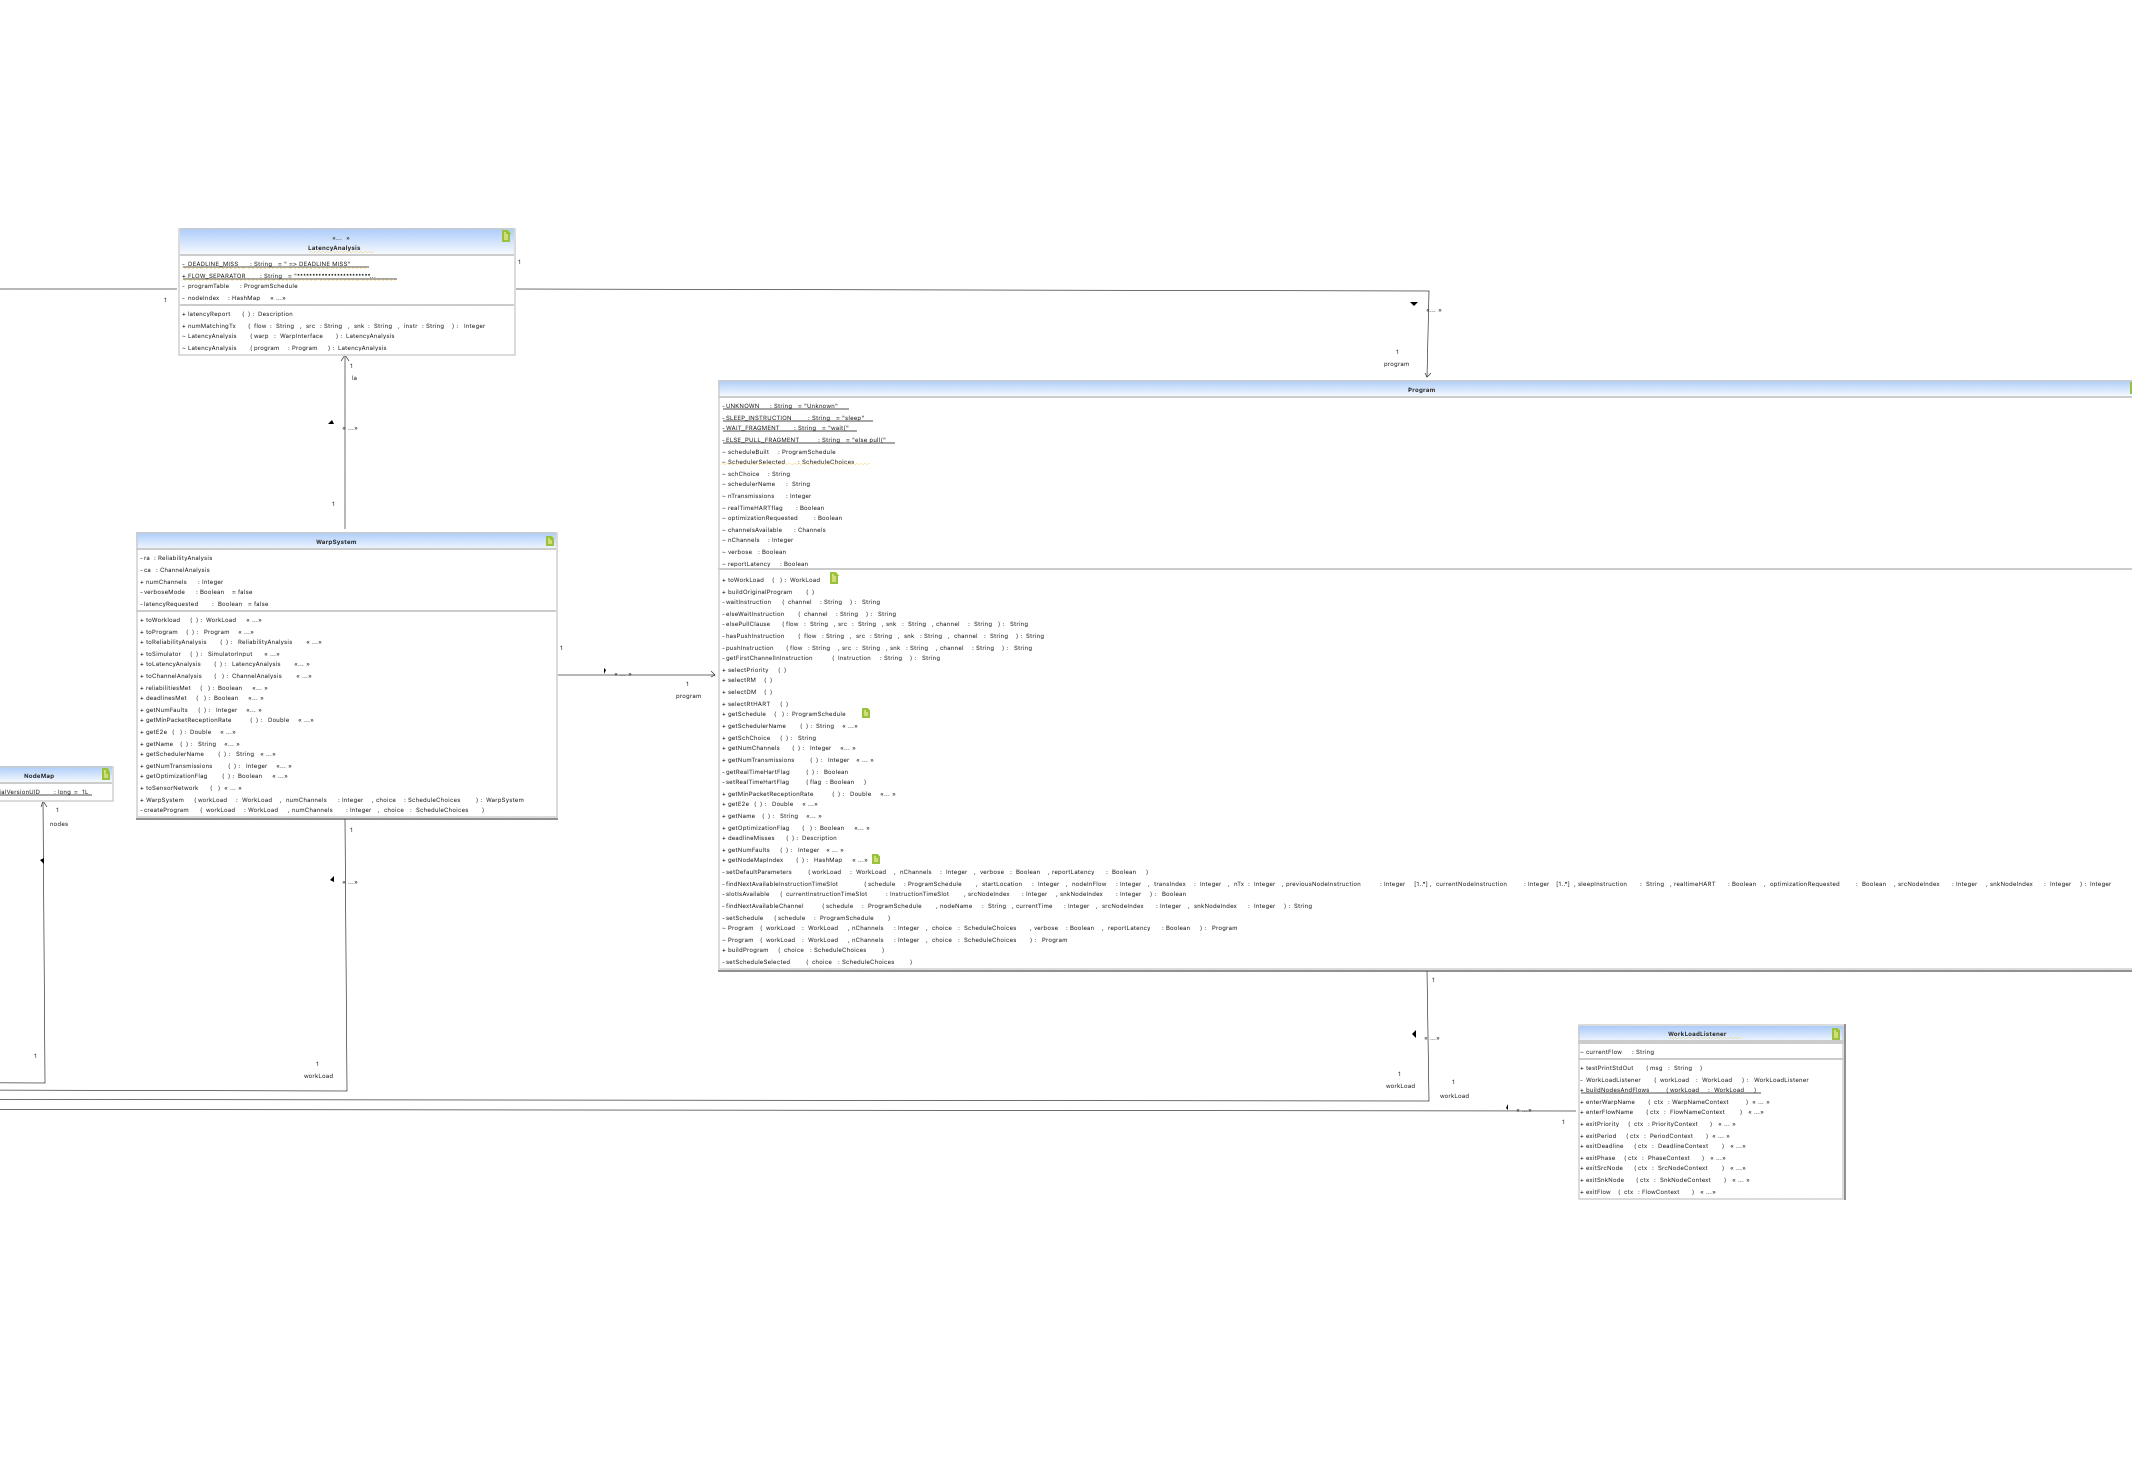 «... »
LatencyAnalysis
- DEADLINE_MISS : String = " => DEADLINE MISS"
+ FLOW_SEPARATOR : String = "************************...
- programTable : ProgramSchedule
- nodeIndex : HashMap «...»
+ latencyReport ( ) : Description
+ numMatchingTx ( flow : String , src : String , snk : String , instr : String ) : Integer
~ LatencyAnalysis ( warp : WarpInterface ) : LatencyAnalysis
~ LatencyAnalysis ( program : Program ) : LatencyAnalysis
1
1
«... »
1
program
1
la
« ...»
1
WarpSystem
- ra : ReliabilityAnalysis
- ca : ChannelAnalysis
+ numChannels : Integer
- verboseMode : Boolean = false
- latencyRequested : Boolean = false
+ toWorkload ( ) : WorkLoad « ...»
+ toProgram ( ) : Program « ...»
+ toReliabilityAnalysis ( ) : ReliabilityAnalysis « ...»
+ toSimulator ( ) : SimulatorInput « ...»
+ toLatencyAnalysis ( ) : LatencyAnalysis «... »
+ toChannelAnalysis ( ) : ChannelAnalysis « ...»
+ reliabilitiesMet ( ) : Boolean «... »
+ deadlinesMet ( ) : Boolean «... »
+ getNumFaults ( ) : Integer «... »
+ getMinPacketReceptionRate ( ) : Double «... »
+ getE2e ( ) : Double « ...»
+ getName ( ) : String «... »
+ getSchedulerName ( ) : String « ...»
+ getNumTransmissions ( ) : Integer « ...»
+ getOptimizationFlag ( ) : Boolean « ...»
+ toSensorNetwork ( ) « ... »
+ WarpSystem ( workLoad : WorkLoad , numChannels : Integer , choice : ScheduleChoices ) : WarpSystem
- createProgram ( workLoad : WorkLoad , numChannels : Integer , choice : ScheduleChoices )
1
« ... »
1
program
Program
- UNKNOWN : String = "Unknown"
- SLEEP_INSTRUCTION : String = "sleep"
- WAIT_FRAGMENT : String = "wait("
- ELSE_PULL_FRAGMENT : String = "else pull("
~ scheduleBuilt : ProgramSchedule
~ SchedulerSelected : ScheduleChoices
~ schChoice : String
~ schedulerName : String
~ nTransmissions : Integer
~ realTimeHARTflag : Boolean
~ optimizationRequested : Boolean
~ channelsAvailable : Channels
~ nChannels : Integer
~ verbose : Boolean
~ reportLatency : Boolean
+ toWorkLoad ( ) : WorkLoad
+ buildOriginalProgram ( )
- waitInstruction ( channel : String ) : String
- elseWaitInstruction ( channel : String ) : String
- elsePullClause ( flow : String , src : String , snk : String , channel : String ) : String
- hasPushInstruction ( flow : String , src : String , snk : String , channel : String ) : String
- pushInstruction ( flow : String , src : String , snk : String , channel : String ) : String
- getFirstChannelInInstruction ( Instruction : String ) : String
+ selectPriority ( )
+ selectRM ( )
+ selectDM ( )
+ selectRtHART ( )
+ getSchedule ( ) : ProgramSchedule
+ getSchedulerName ( ) : String « ...»
+ getSchChoice ( ) : String
+ getNumChannels ( ) : Integer «... »
+ getNumTransmissions ( ) : Integer « ... »
- getRealTimeHartFlag ( ) : Boolean
- setRealTimeHartFlag ( flag : Boolean )
+ getMinPacketReceptionRate ( ) : Double «... »
+ getE2e ( ) : Double « ...»
+ getName ( ) : String «... »
+ getOptimizationFlag ( ) : Boolean «... »
+ deadlineMisses ( ) : Description
+ getNumFaults ( ) : Integer « ... »
+ getNodeMapIndex ( ) : HashMap « ...»
- setDefaultParameters ( workLoad : WorkLoad , nChannels : Integer , verbose : Boolean , reportLatency : Boolean )
- findNextAvailableInstructionTimeSlot ( schedule : ProgramSchedule , startLocation : Integer , nodeInFlow : Integer , transIndex : Integer , nTx : Integer , previousNodeInstruction : Integer [1..*] , currentNodeInstruction : Integer [1..*] , sleepInstruction : String , realtimeHART : Boolean , optimizationRequested : Boolean , srcNodeIndex : Integer , snkNodeIndex : Integer ) : Integer
- slotIsAvailable ( currentInstructionTimeSlot : InstructionTimeSlot , srcNodeIndex : Integer , snkNodeIndex : Integer ) : Boolean
- findNextAvailableChannel ( schedule : ProgramSchedule , nodeName : String , currentTime : Integer , srcNodeIndex : Integer , snkNodeIndex : Integer ) : String
- setSchedule ( schedule : ProgramSchedule )
~ Program ( workLoad : WorkLoad , nChannels : Integer , choice : ScheduleChoices , verbose : Boolean , reportLatency : Boolean ) : Program
~ Program ( workLoad : WorkLoad , nChannels : Integer , choice : ScheduleChoices ) : Program
+ buildProgram ( choice : ScheduleChoices )
- setScheduleSelected ( choice : ScheduleChoices )
NodeMap
ialVersionUID : long = 1L
1
nodes
1
1
« ...»
1
workLoad
1
« ...»
1
workLoad
1
workLoad
« ...»
1
WorkLoadListener
~ currentFlow : String
+ testPrintStdOut ( msg : String )
- WorkLoadListener ( workLoad : WorkLoad ) : WorkLoadListener
+ buildNodesAndFlows ( workLoad : WorkLoad )
+ enterWarpName ( ctx : WarpNameContext ) « ... »
+ enterFlowName ( ctx : FlowNameContext ) « ...»
+ exitPriority ( ctx : PriorityContext ) « ... »
+ exitPeriod ( ctx : PeriodContext ) « ... »
+ exitDeadline ( ctx : DeadlineContext ) « ...»
+ exitPhase ( ctx : PhaseContext ) « ...»
+ exitSrcNode ( ctx : SrcNodeContext ) « ...»
+ exitSnkNode ( ctx : SnkNodeContext ) « ... »
+ exitFlow ( ctx : FlowContext ) « ...»